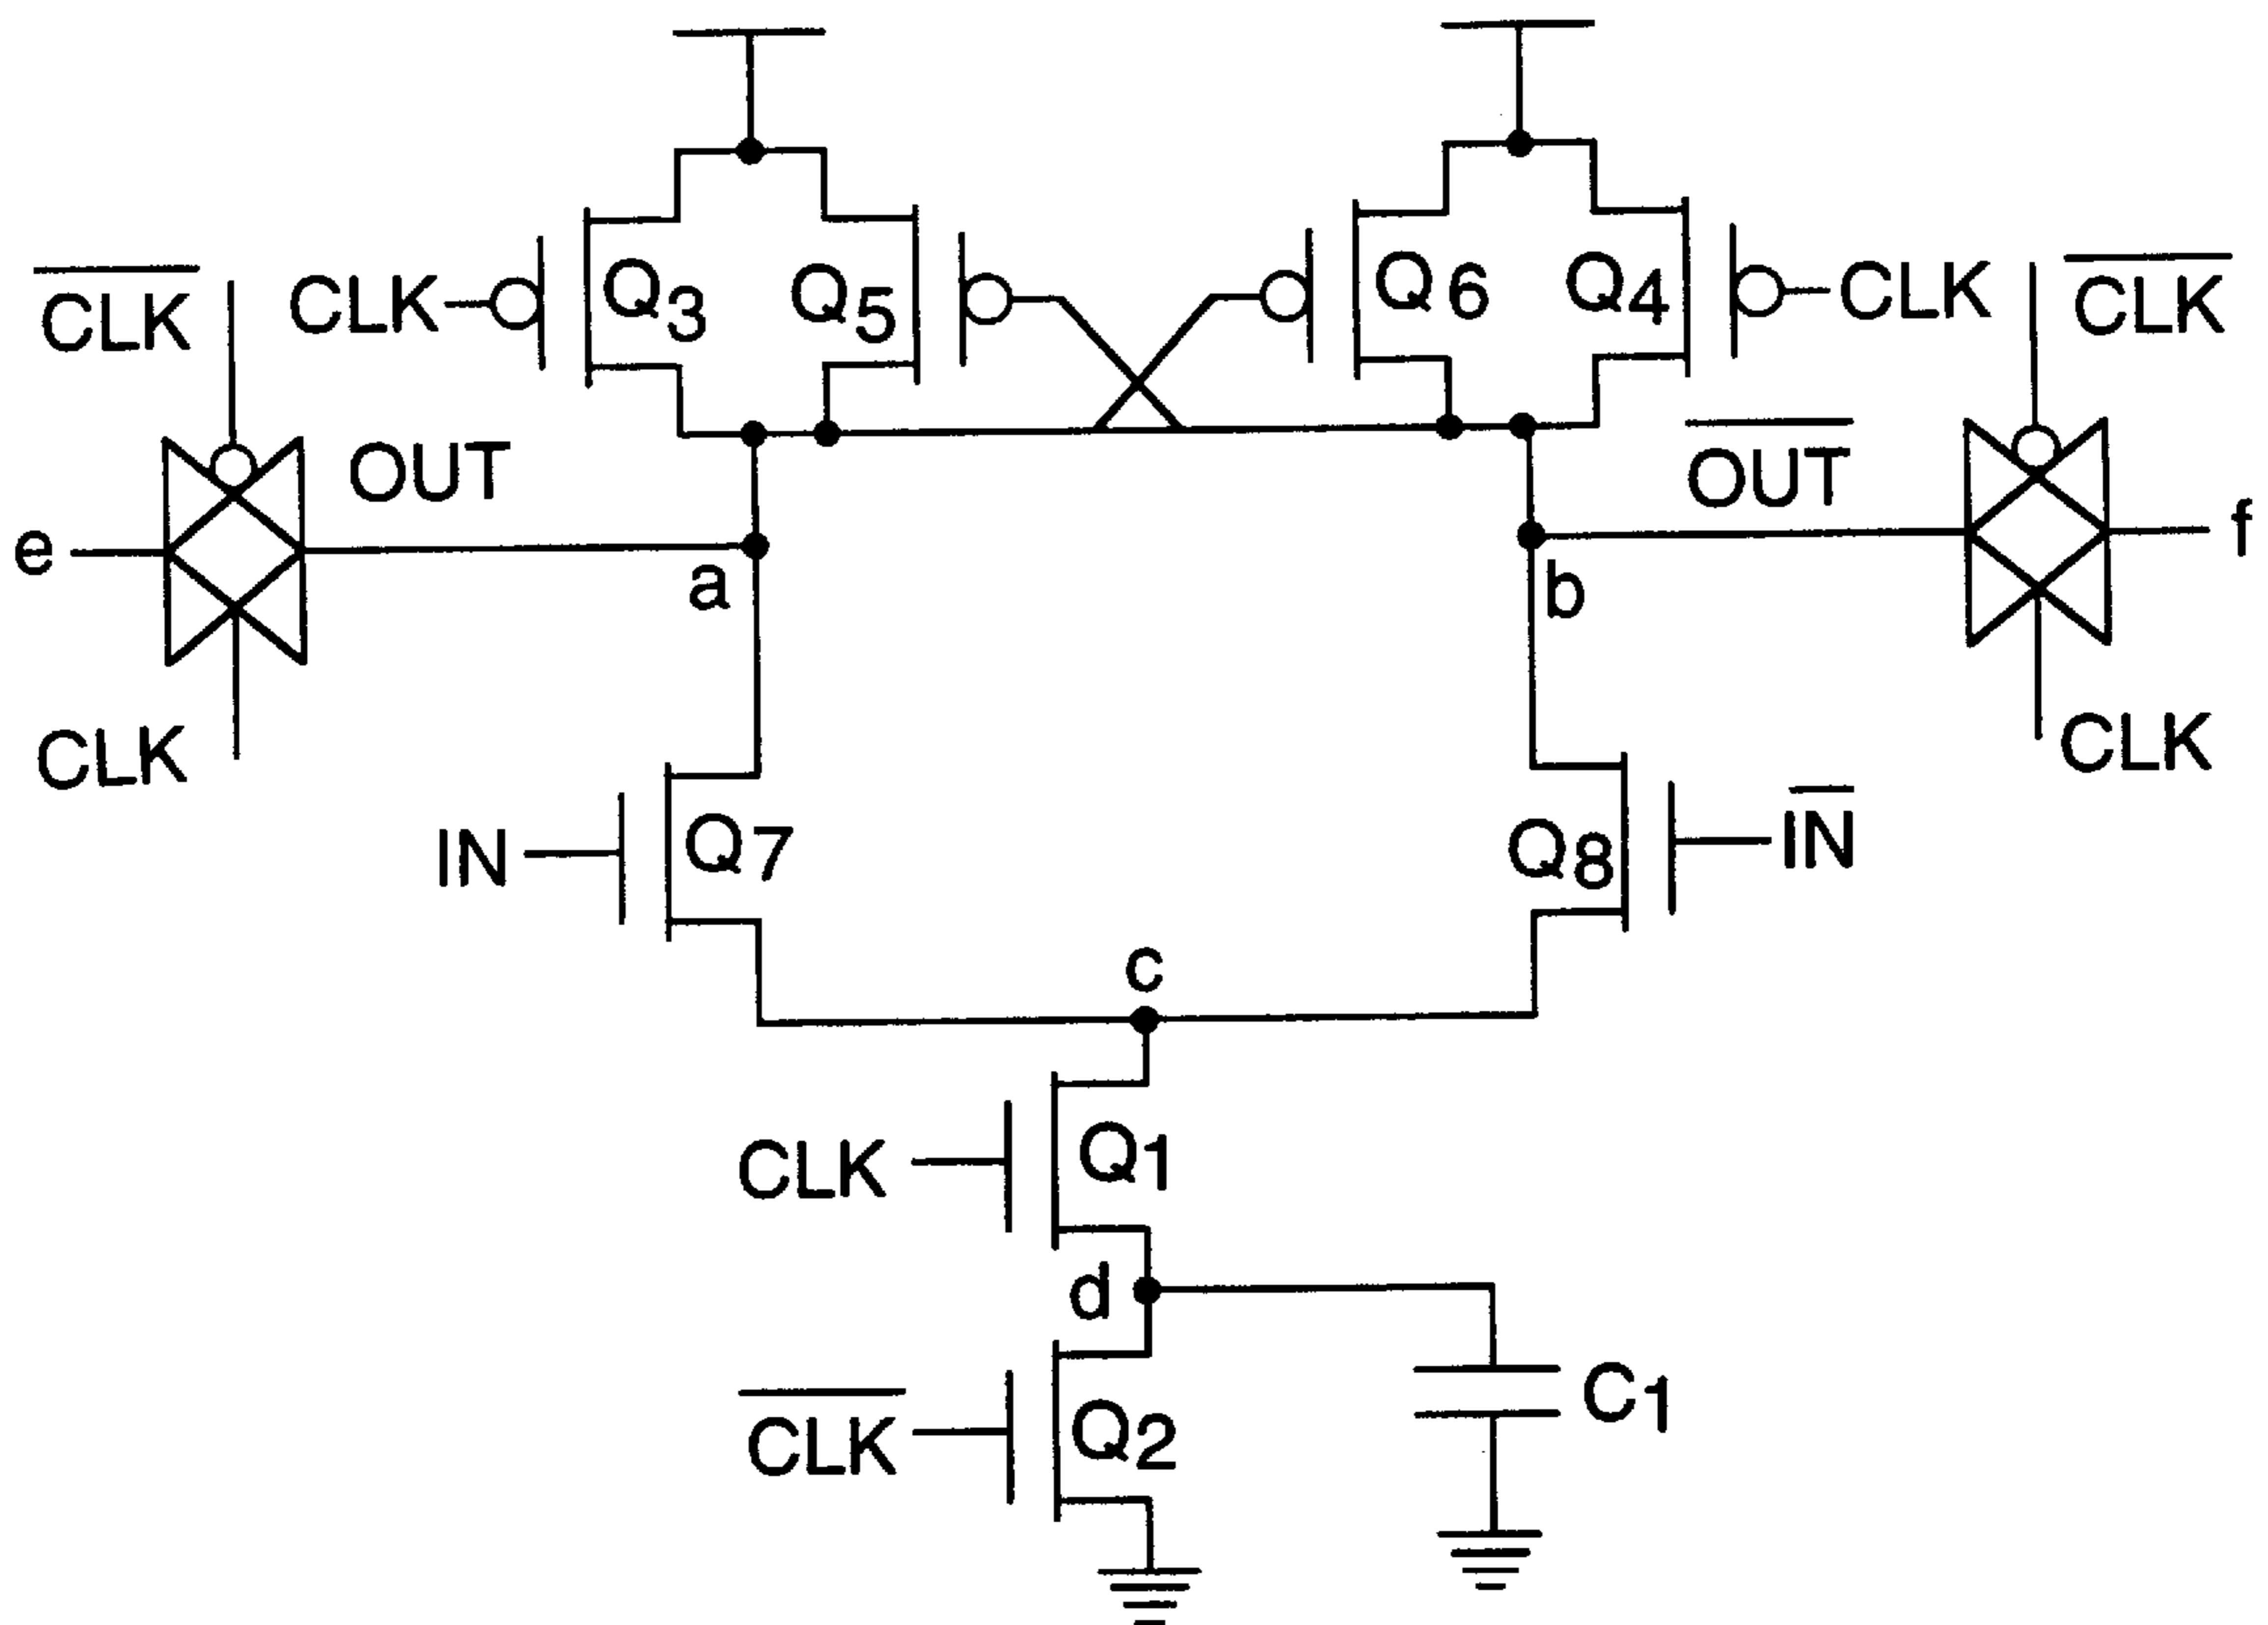 CLK̅ CLK Q3 Q5 Q6 Q4 CLK CLK̅
OUT OUT̅
e a b f
CLK IN Q7 Q8 IN̅ CLK
c
CLK Q1
d
CLK̅ Q2 C1